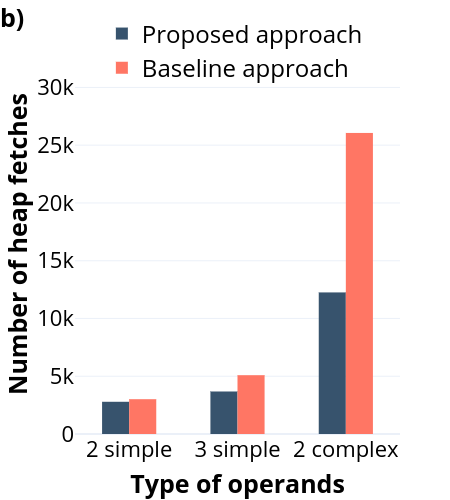 b)
Proposed approach
Baseline approach
Number of heap fetches
30k
25k
20k
15k
10k
5k
0
2 simple
3 simple
2 complex
Type of operands